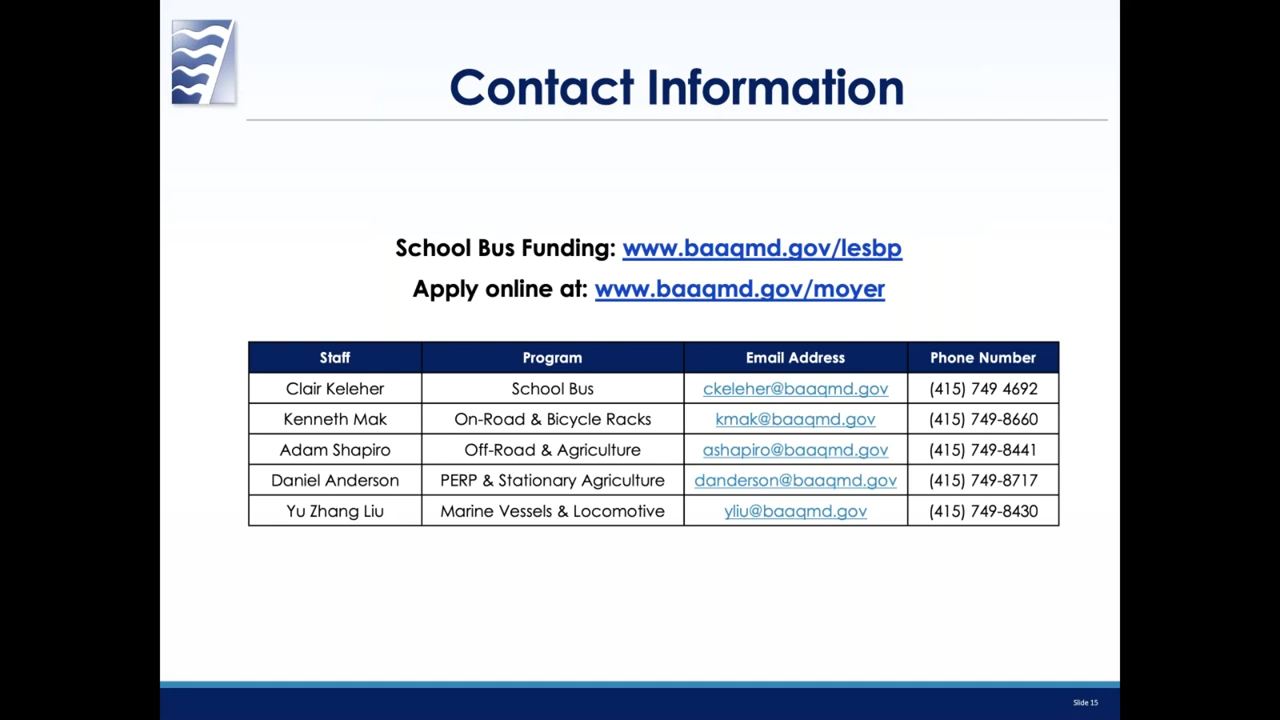 Contact Information
School Bus Funding: www.baaqmd.gov/lesbp
Apply online at: www.baaqmd.gov/moyer
Staff Program Email Address Phone Number
Clair Keleher School Bus ckeleher@baaqmd.gov (415) 749 4692
Kenneth Mak On-Road & Bicycle Racks kmak@baaqmd.gov (415) 749-8660
Adam Shapiro Off-Road & Agriculture ashapiro@baaqmd.gov (415) 749-8441
Daniel Anderson PERP & Stationary Agriculture danderson@baaqmd.gov (415) 749-8717
Yu Zhang Liu Marine Vessels & Locomotive yliu@baaqmd.gov (415) 749-8430
Slide 15